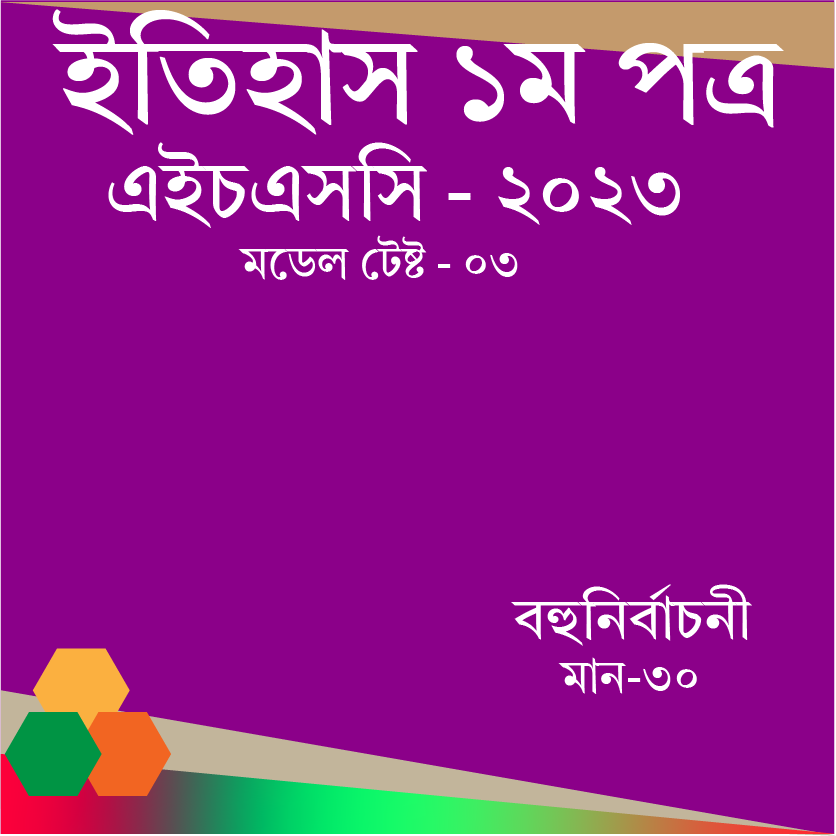 ইতিহাস ১ম পত্র
এইচএসসি - ২০২৩
মডেল টেষ্ট - ০৩
বহুনির্বাচনী
মান-৩০